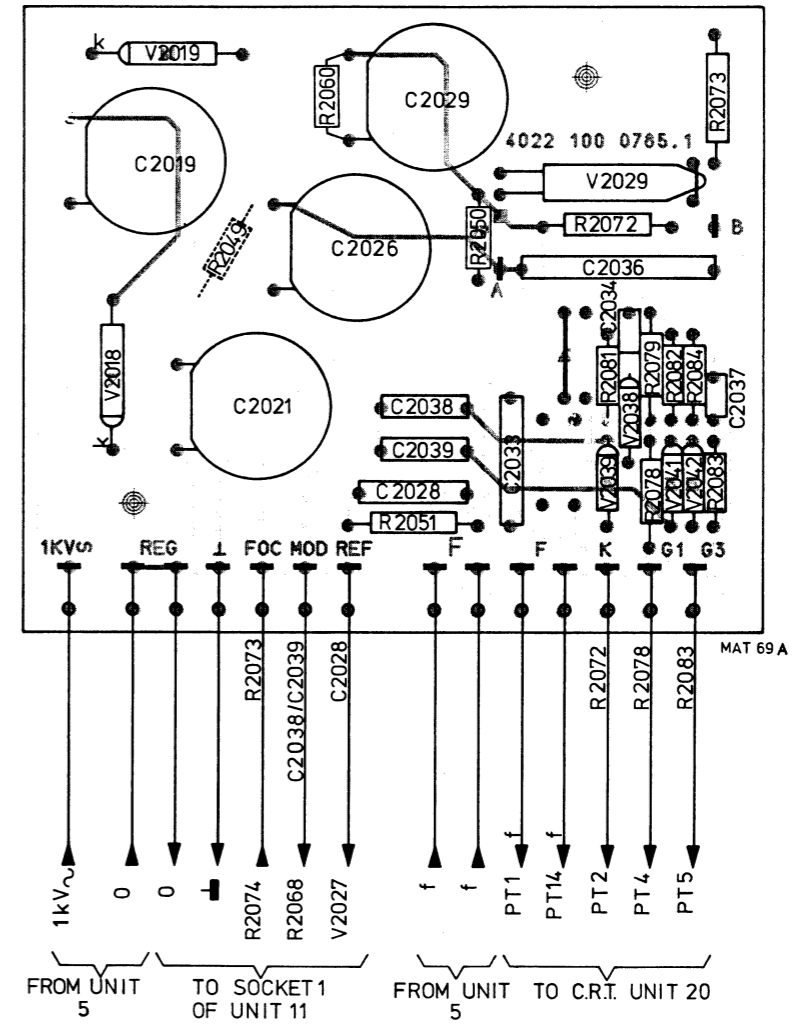 k
V2019
R2060
C2029
R2073
C2019
4022 100 0765.1
V2029
R2049
C2026
R2050
R2072
B
C2036
A
V2018
k
C2034
R2081
V2038
R2079
R2082
R2084
C2037
C2021
C2038
C2039
C2033
C2028
R2051
V2039
R2078
V2041
V2042
R2083
1KVS REG ⊥ FOC MOD REF F F K G1 G3
MAT 69 A
R2073
C2038/C2039
C2028
R2072
R2078
R2083
1kV~
0
0
R2074
R2068
V2027
f
f
f
PT1
f
PT14
PT2
PT4
PT5
FROM UNIT
5
TO SOCKET 1
OF UNIT 11
FROM UNIT
5
TO C.R.T. UNIT 20